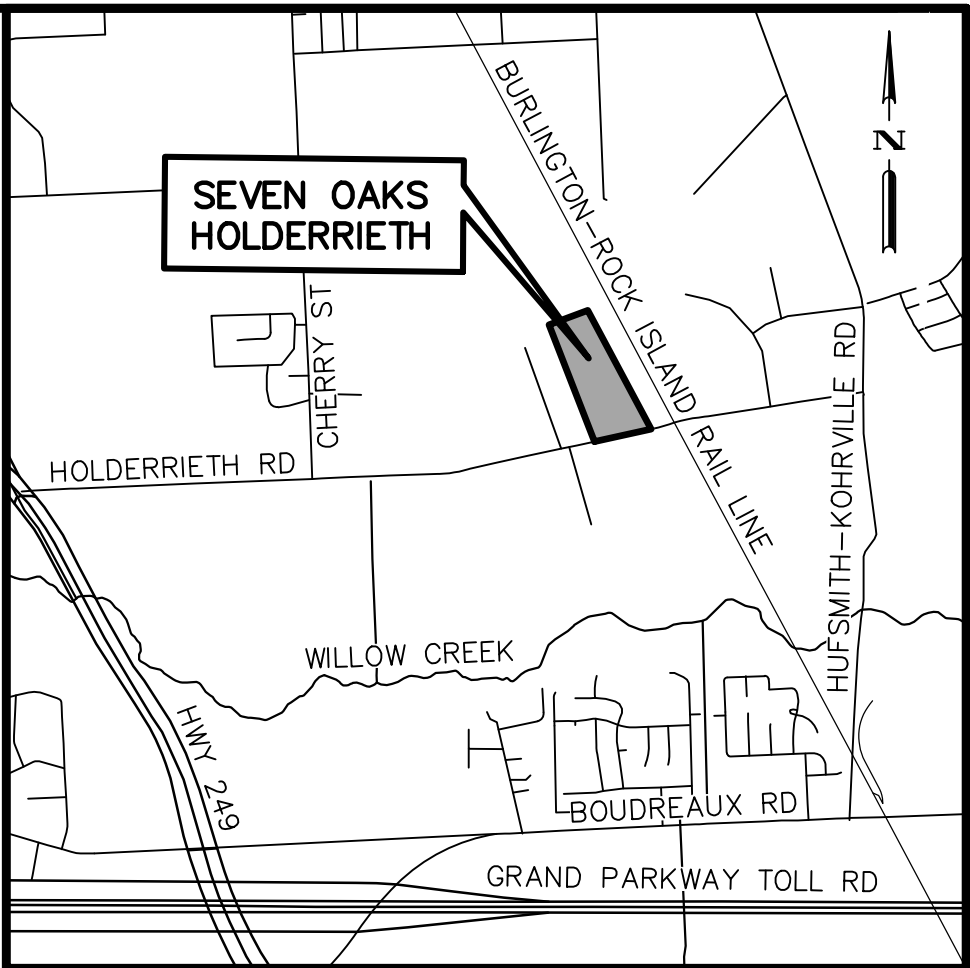 BURLINGTON-ROCK ISLAND RAIL LINE
N
SEVEN OAKS
HOLDERRIETH
CHERRY ST
HUFSMITH-KOHRVILLE RD
HOLDERRIETH RD
WILLOW CREEK
HWY 249
BOUDREAUX RD
GRAND PARKWAY TOLL RD